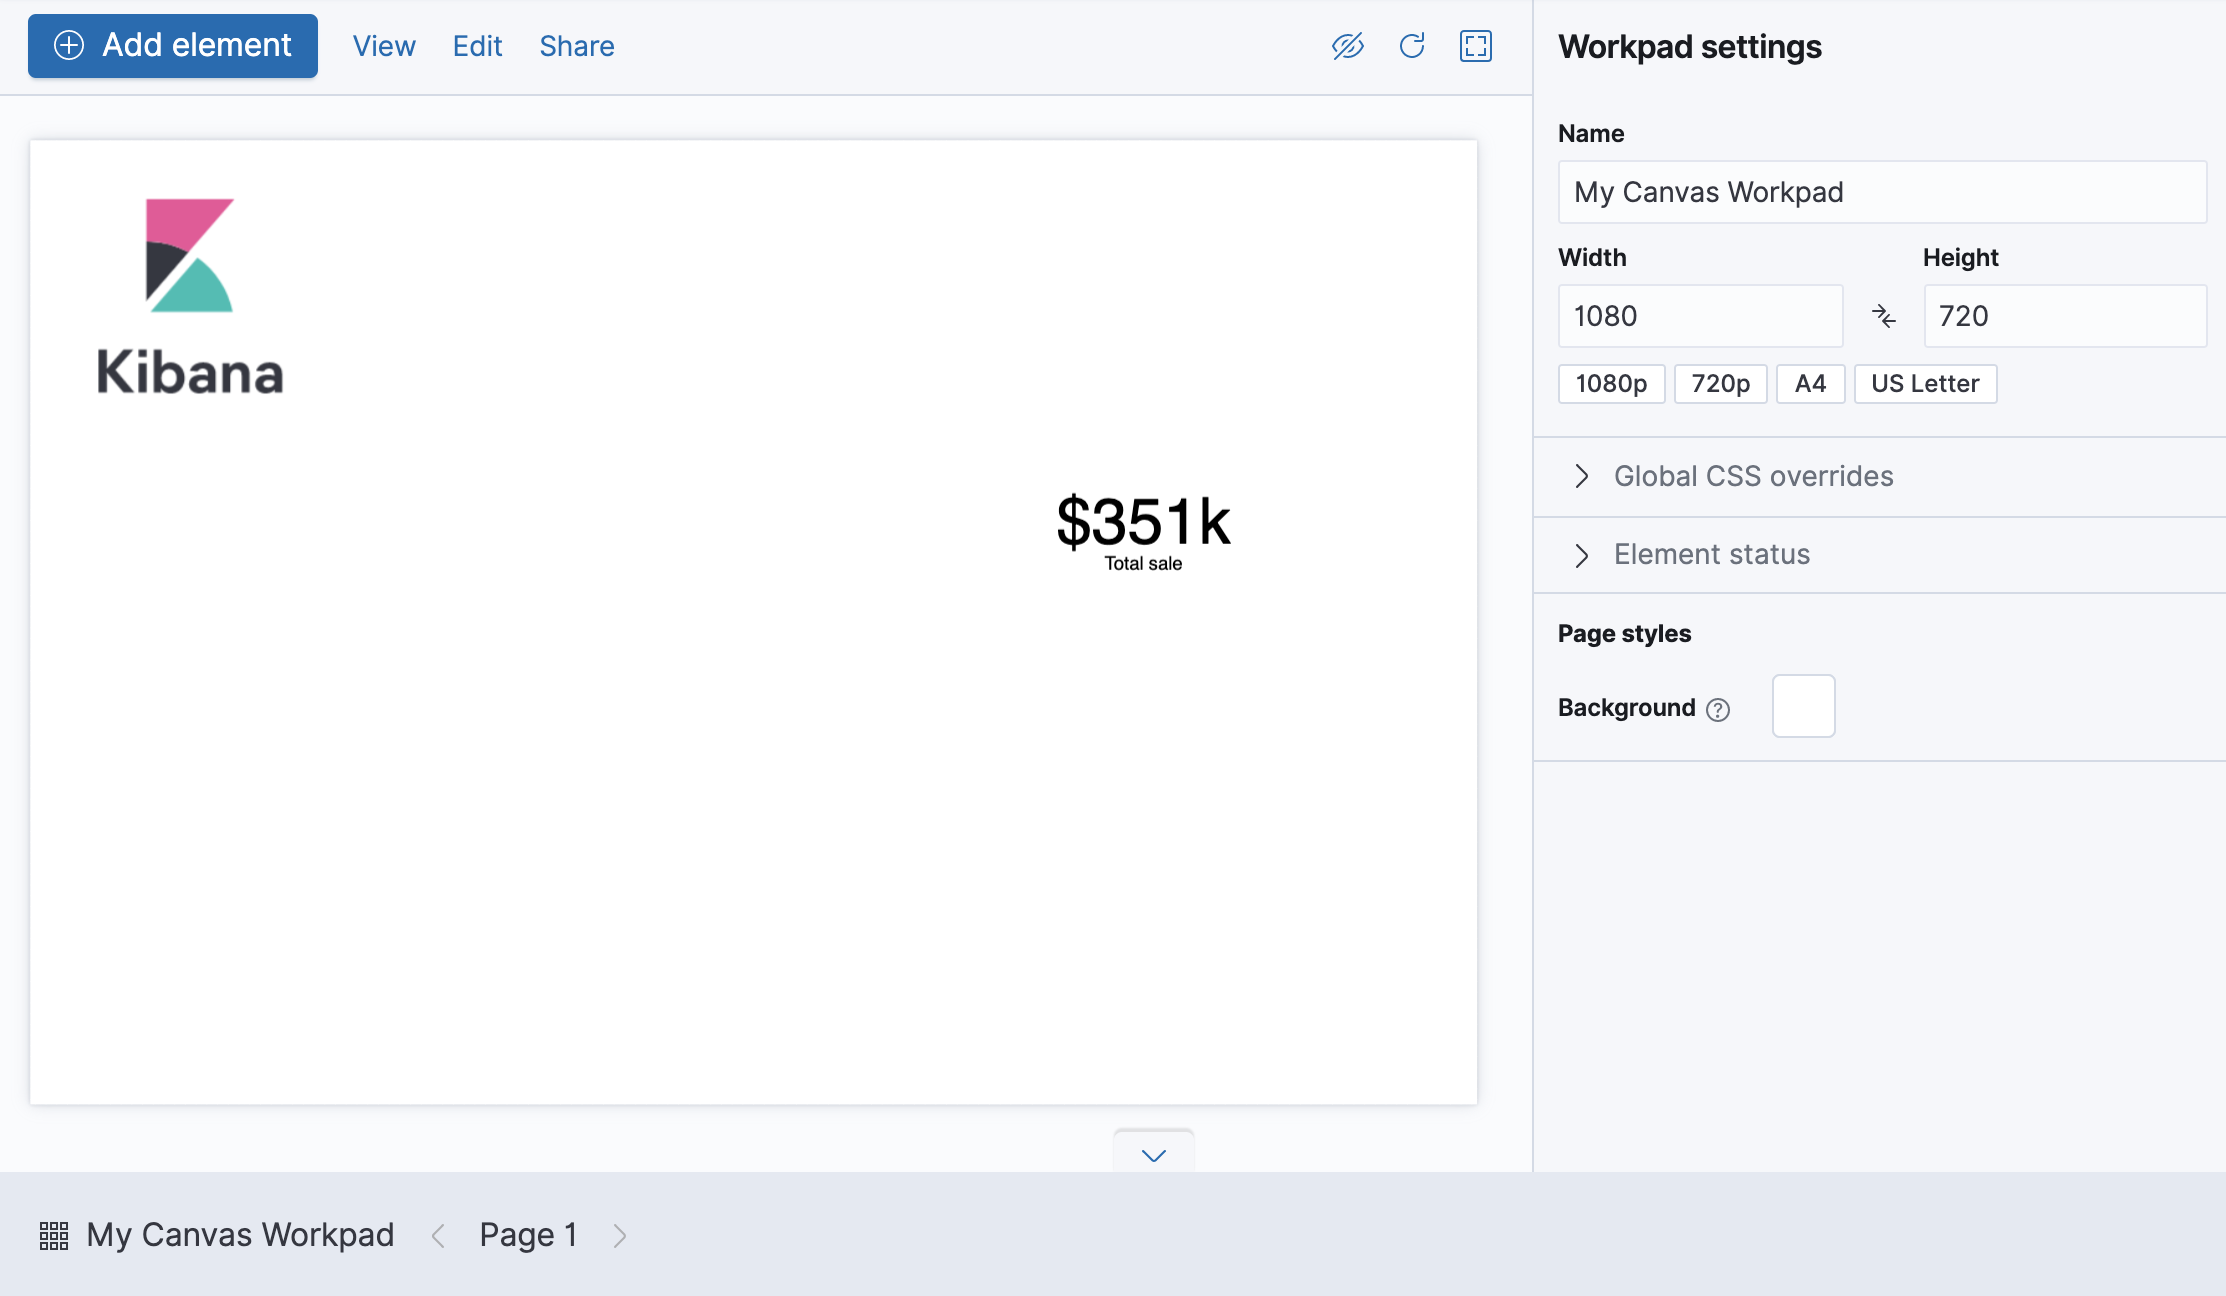 Add element
View
Edit
Share
Workpad settings
Name
My Canvas Workpad
Width
Height
1080
720
1080p
720p
A4
US Letter
Global CSS overrides
Element status
Page styles
Background
Kibana
$351k
Total sale
My Canvas Workpad
Page 1